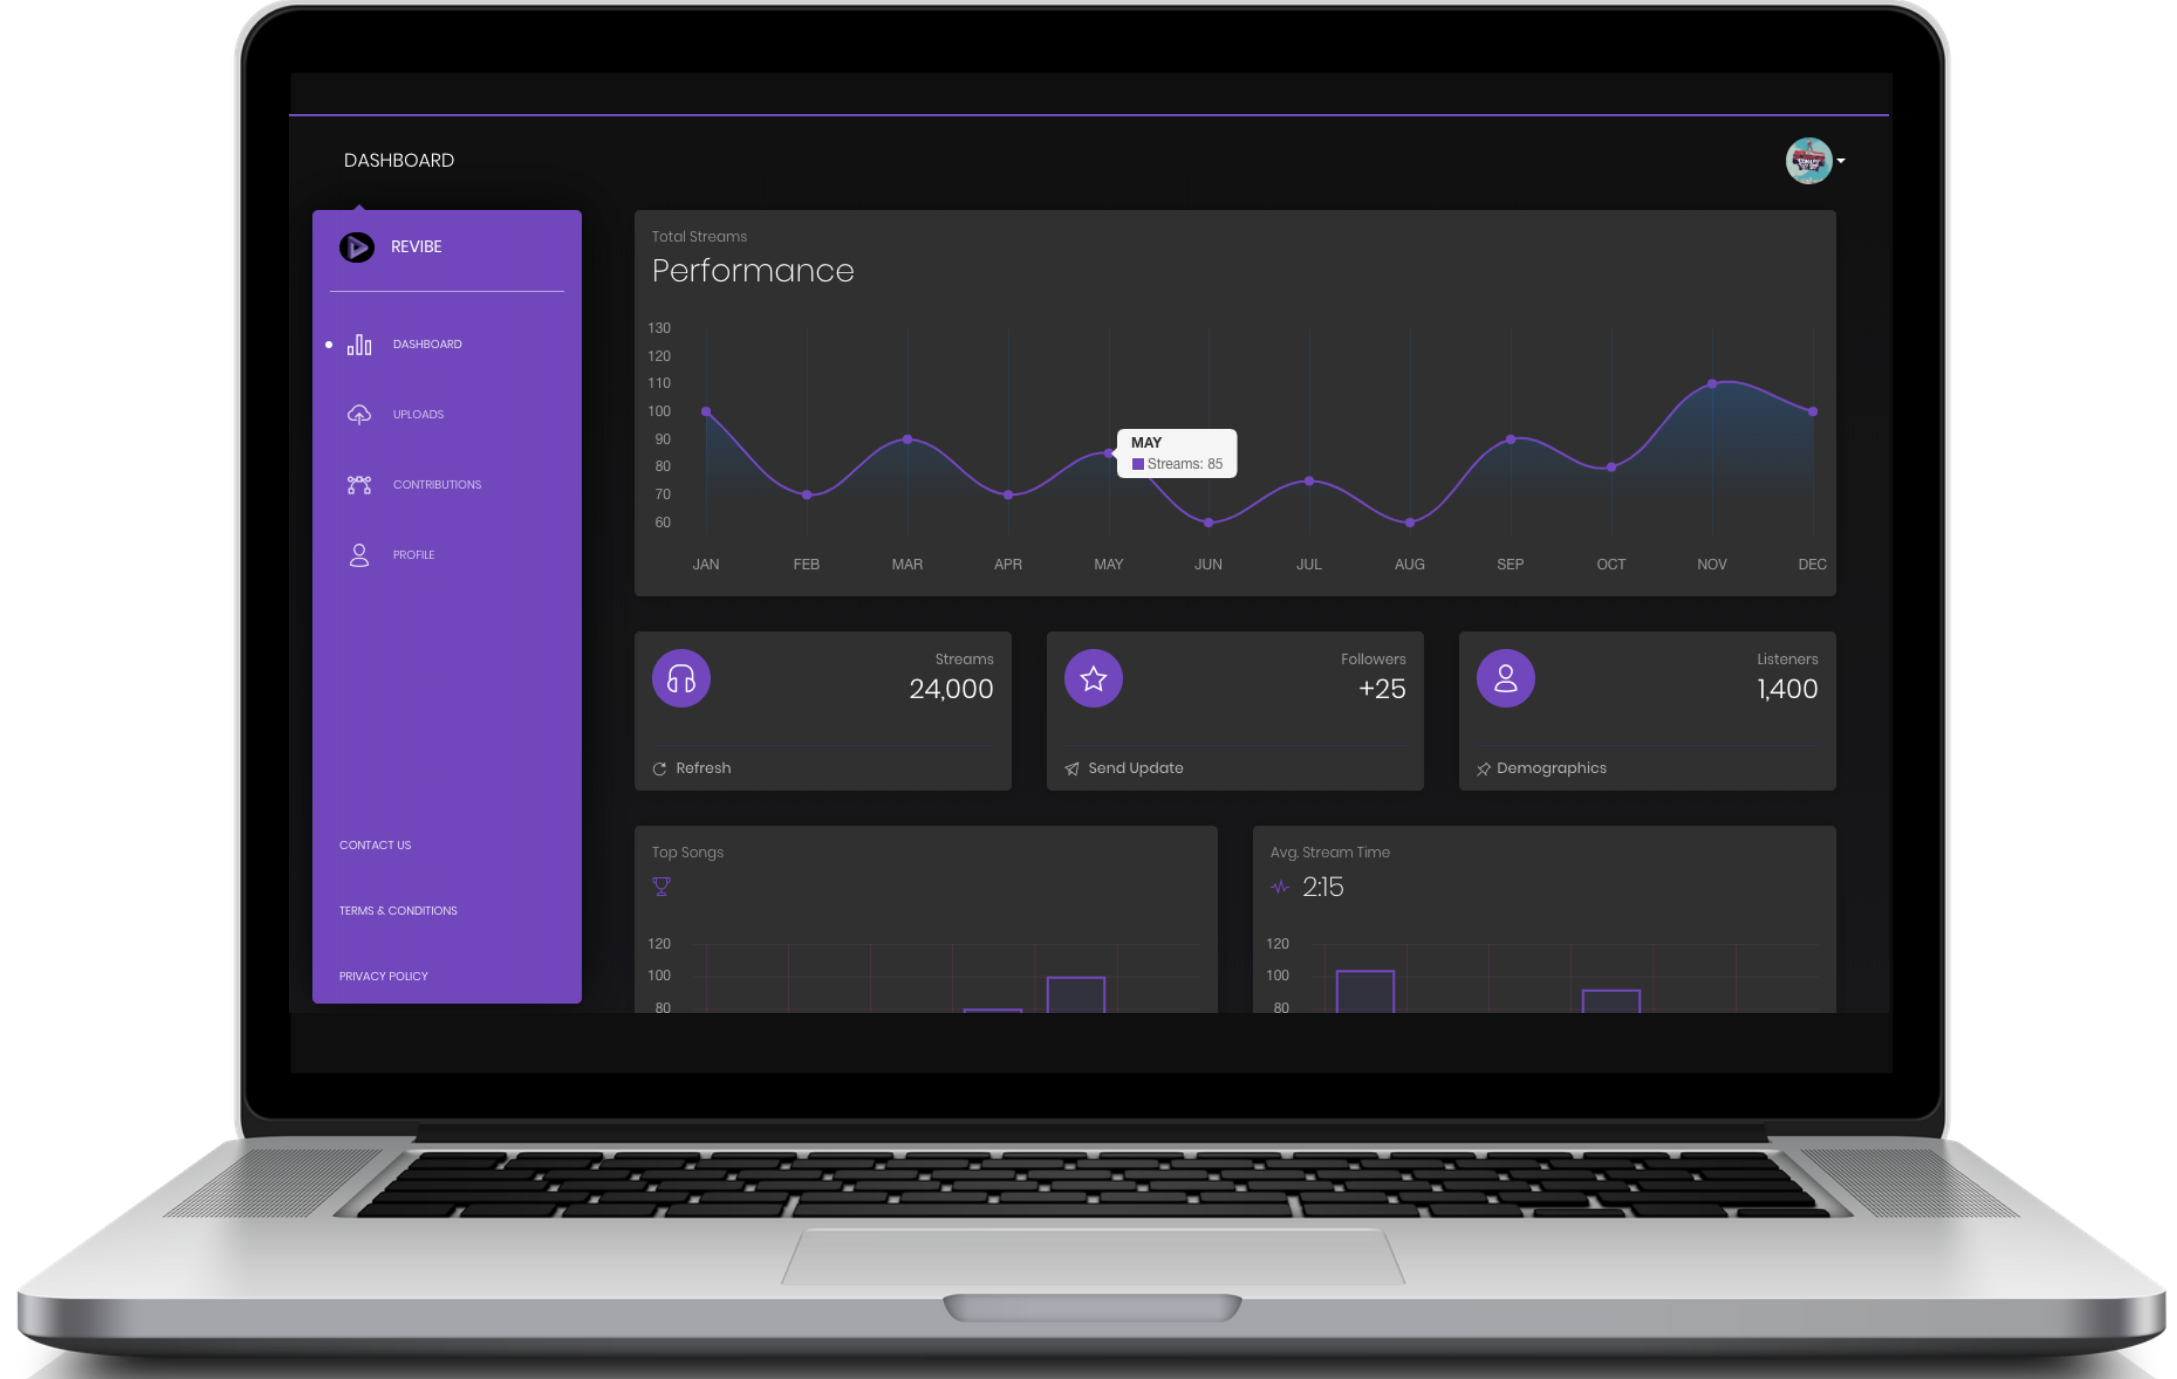 DASHBOARD
REVIBE
DASHBOARD
UPLOADS
CONTRIBUTIONS
PROFILE
CONTACT US
TERMS & CONDITIONS
PRIVACY POLICY
Total Streams
Performance
130
120
110
100
90
80
70
60
MAY
Streams: 85
JAN FEB MAR APR MAY JUN JUL AUG SEP OCT NOV DEC
Streams
24,000
Refresh
Followers
+25
Send Update
Listeners
1,400
Demographics
Top Songs
120
100
80
Avg. Stream Time
2:15
120
100
80